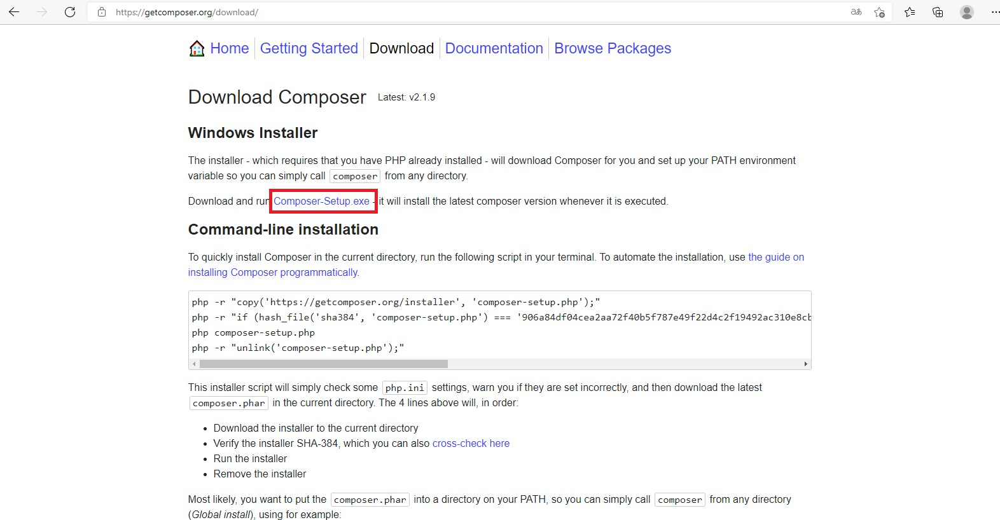 https://getcomposer.org/download/
Home Getting Started Download Documentation Browse Packages
Download Composer Latest: v2.1.9
Windows Installer
The installer - which requires that you have PHP already installed - will download Composer for you and set up your PATH environment
variable so you can simply call composer from any directory.
Download and run Composer-Setup.exe - it will install the latest composer version whenever it is executed.
Command-line installation
To quickly install Composer in the current directory, run the following script in your terminal. To automate the installation, use the guide on
installing Composer programmatically.
php -r "copy('https://getcomposer.org/installer', 'composer-setup.php');"
php -r "if (hash_file('sha384', 'composer-setup.php') === '906a84df04cea2aa72f40b5f787e49f22d4c2f19492ac310e8cb
php composer-setup.php
php -r "unlink('composer-setup.php');"
This installer script will simply check some php.ini settings, warn you if they are set incorrectly, and then download the latest
composer.phar in the current directory. The 4 lines above will, in order:
• Download the installer to the current directory
• Verify the installer SHA-384, which you can also cross-check here
• Run the installer
• Remove the installer
Most likely, you want to put the composer.phar into a directory on your PATH, so you can simply call composer from any directory
(Global install), using for example: